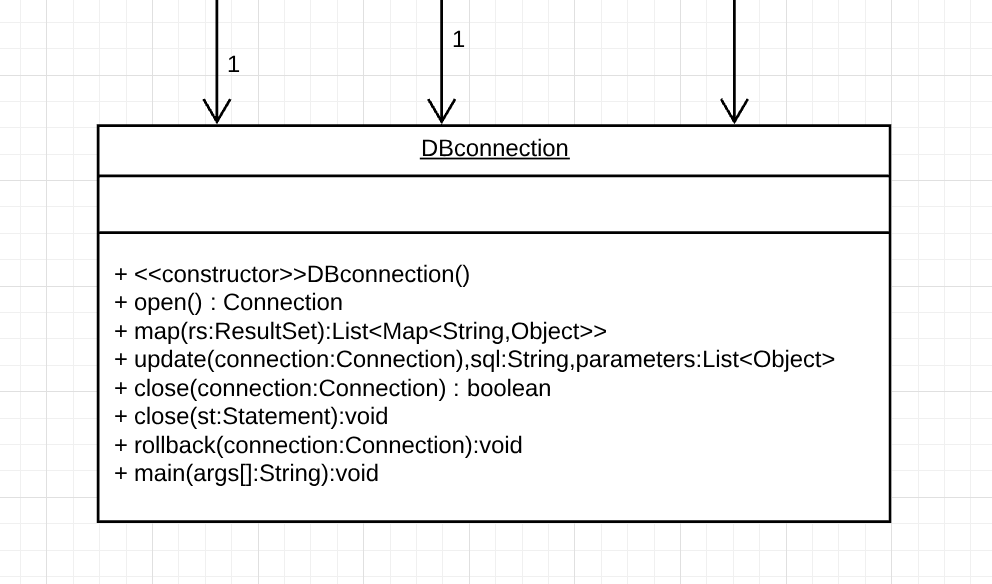 1
1
DBconnection
+ <<constructor>>DBconnection()
+ open() : Connection
+ map(rs:ResultSet):List<Map<String,Object>>
+ update(connection:Connection),sql:String,parameters:List<Object>
+ close(connection:Connection) : boolean
+ close(st:Statement):void
+ rollback(connection:Connection):void
+ main(args[]:String):void